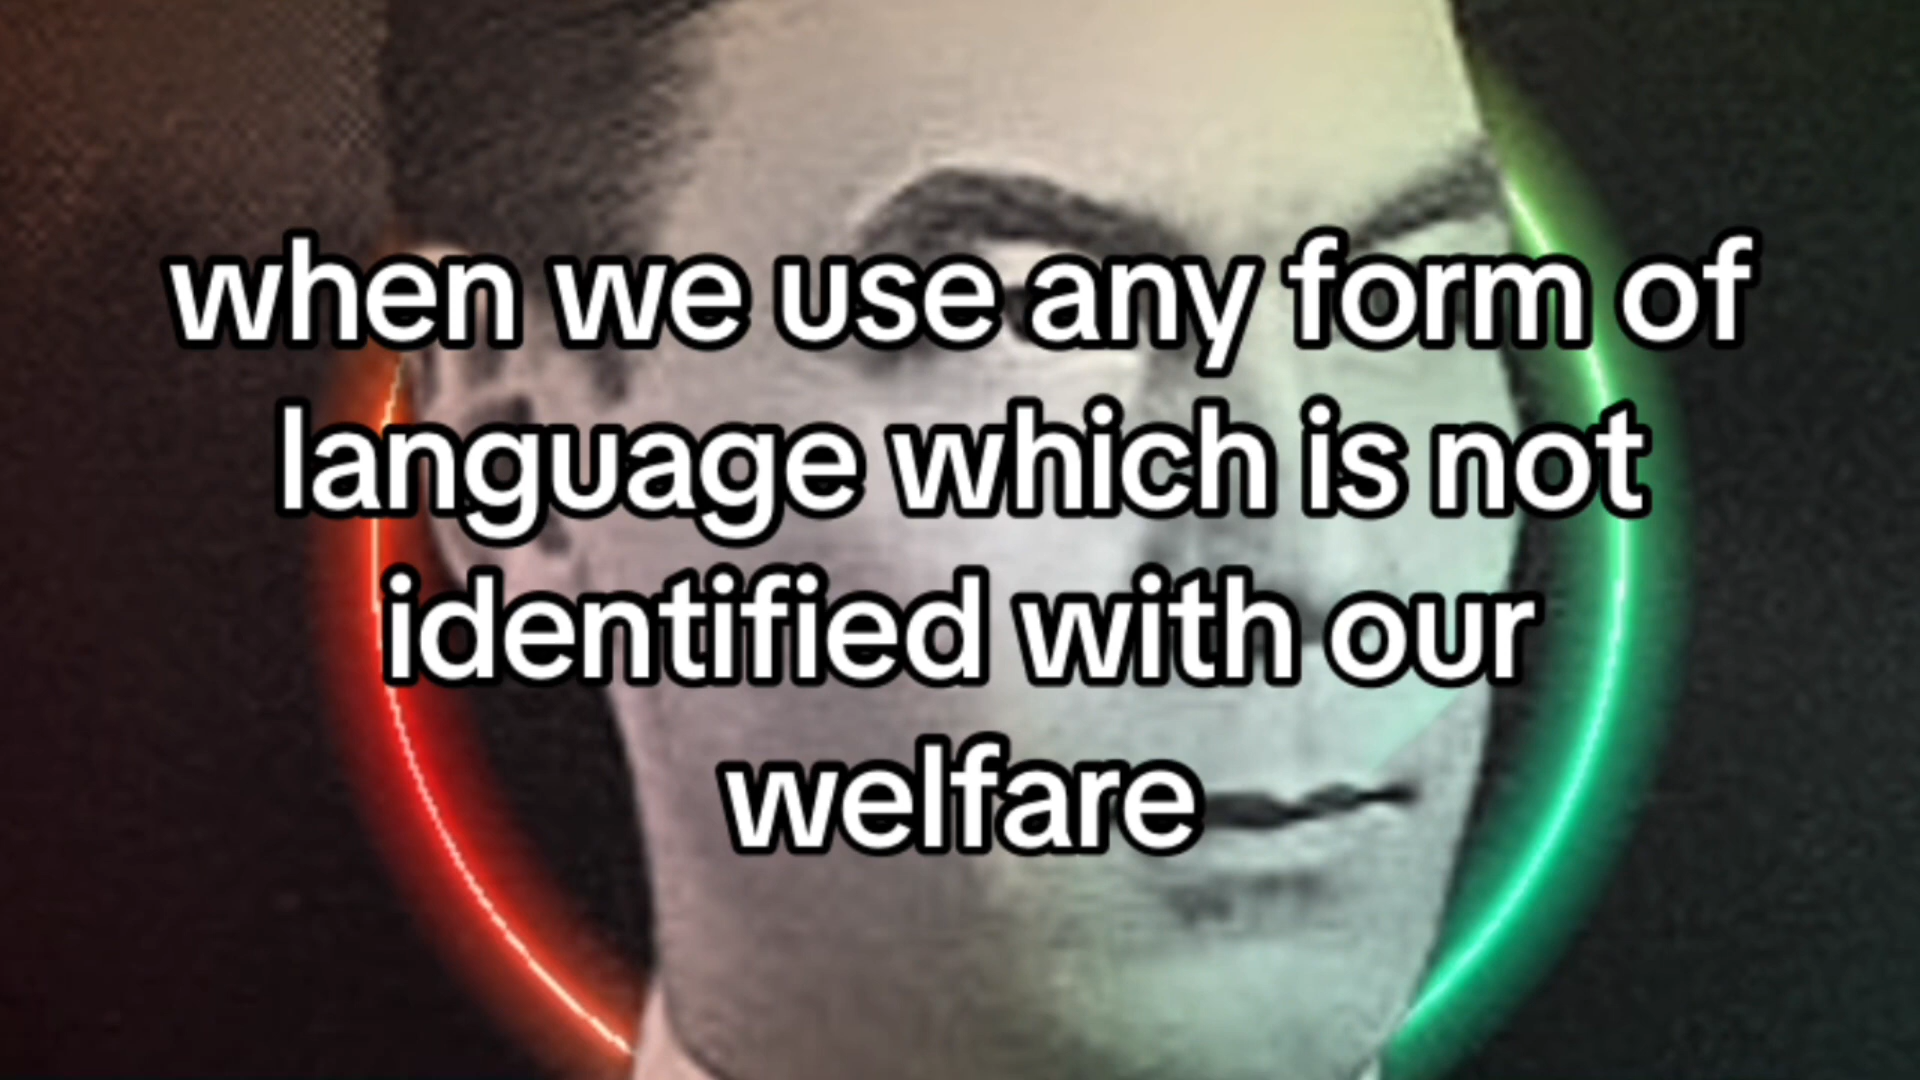 when we use any form of
language which is not
identified with our
welfare